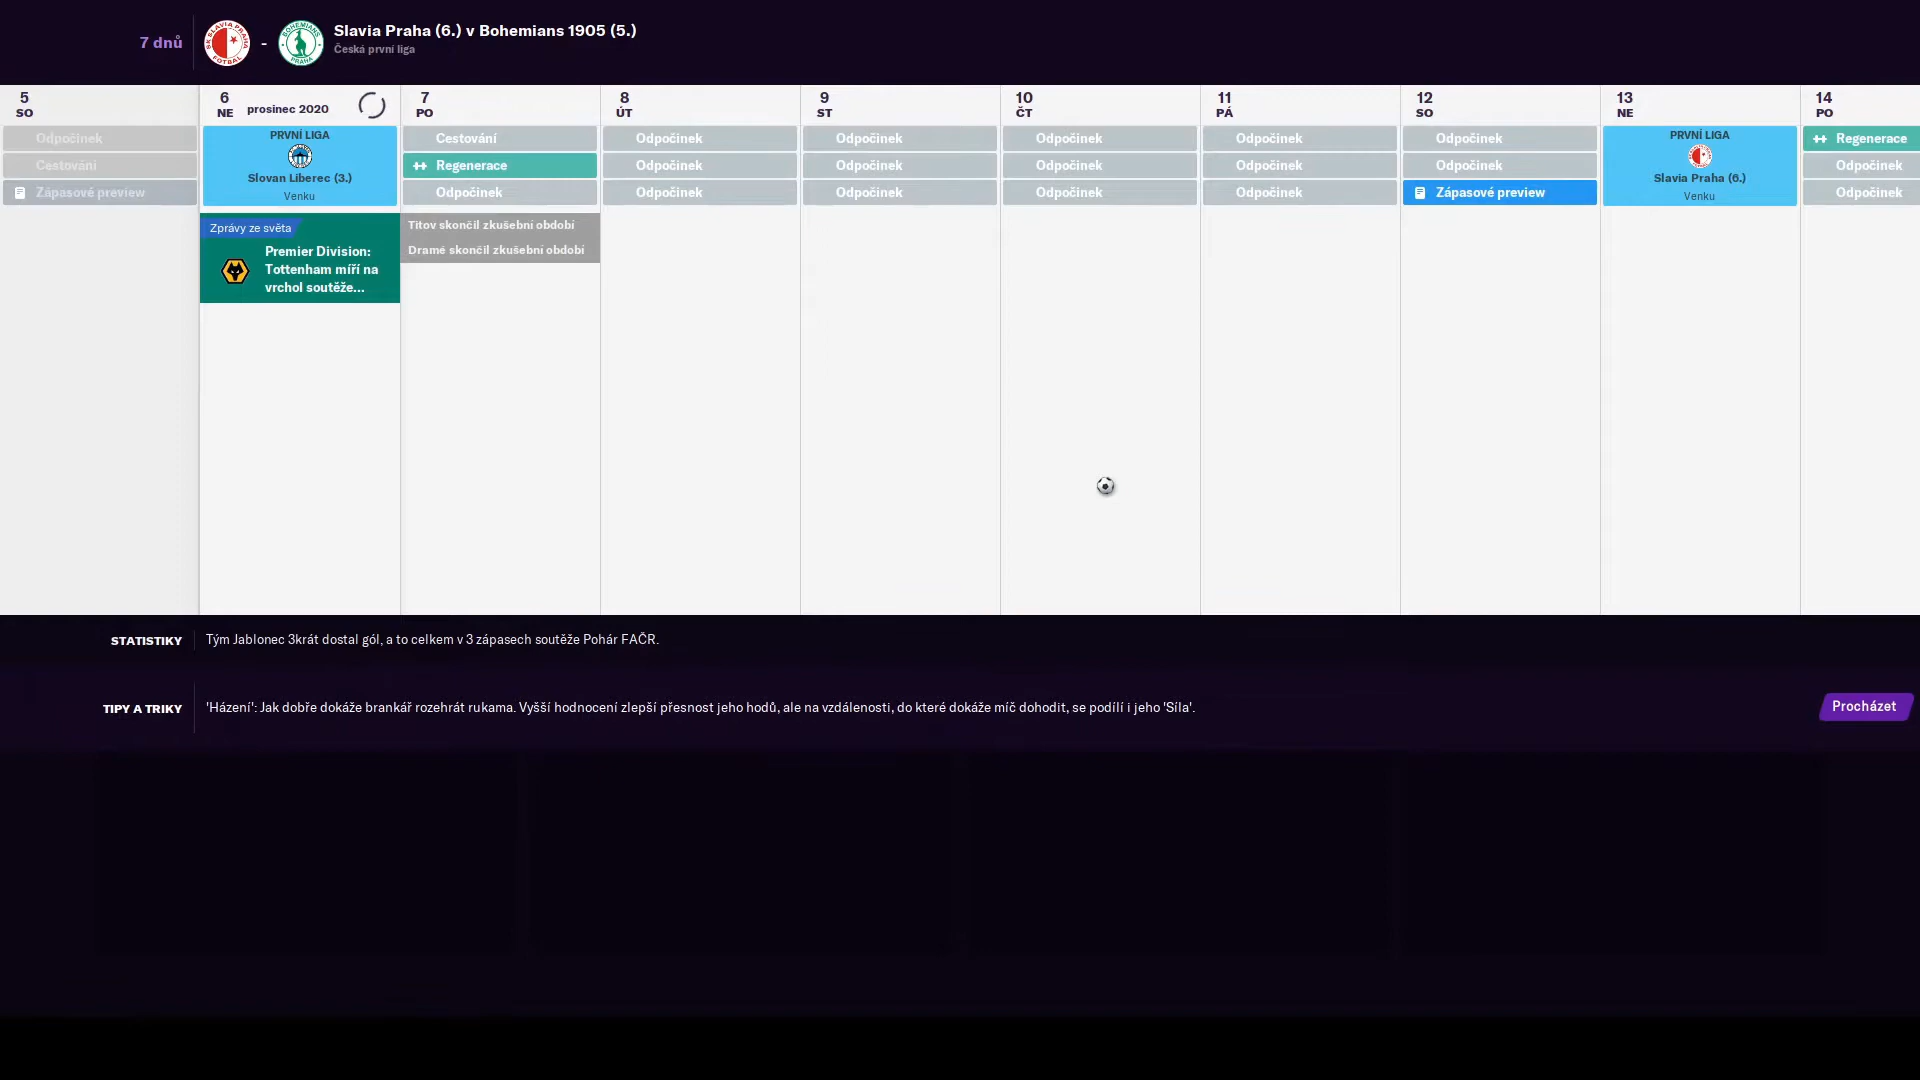 7 dnů
-
Slavia Praha (6.) v Bohemians 1905 (5.)
Česká první liga
5
SO
Odpočinek
Cestování
Zápasové preview
6
NE
prosinec 2020
PRVNÍ LIGA
Slovan Liberec (3.)
Venku
Zprávy ze světa
Premier Division:
Tottenham míří na
vrchol soutěže...
7
PO
Cestování
Regenerace
Odpočinek
Titov skončil zkušební období
Dramé skončil zkušební období
8
ÚT
Odpočinek
Odpočinek
Odpočinek
9
ST
Odpočinek
Odpočinek
Odpočinek
10
ČT
Odpočinek
Odpočinek
Odpočinek
11
PÁ
Odpočinek
Odpočinek
Odpočinek
12
SO
Odpočinek
Odpočinek
Zápasové preview
13
NE
PRVNÍ LIGA
Slavia Praha (6.)
Venku
14
PO
Regenerace
Odpočinek
Odpočinek
STATISTIKY
Tým Jablonec 3krát dostal gól, a to celkem v 3 zápasech soutěže Pohár FAČR.
TIPY A TRIKY
'Házení': Jak dobře dokáže brankář rozehrát rukama. Vyšší hodnocení zlepší přesnost jeho hodů, ale na vzdálenosti, do které dokáže míč dohodit, se podílí i jeho 'Síla'.
Procházet